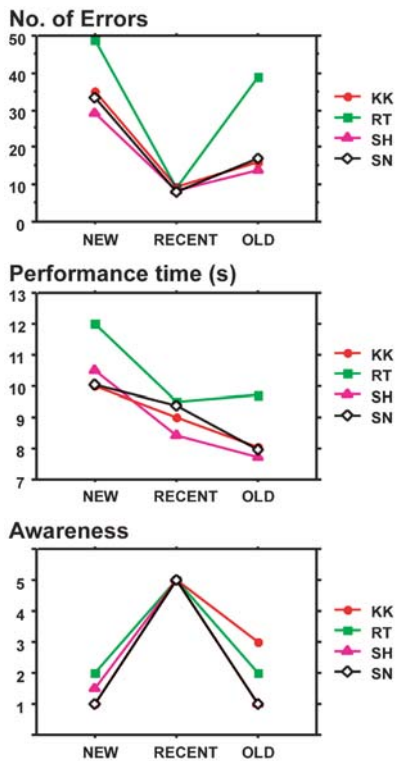 No. of Errors
50
40
30
20
10
0
NEW RECENT OLD
KK
RT
SH
SN
Performance time (s)
13
12
11
10
9
8
7
NEW RECENT OLD
KK
RT
SH
SN
Awareness
5
4
3
2
1
NEW RECENT OLD
KK
RT
SH
SN